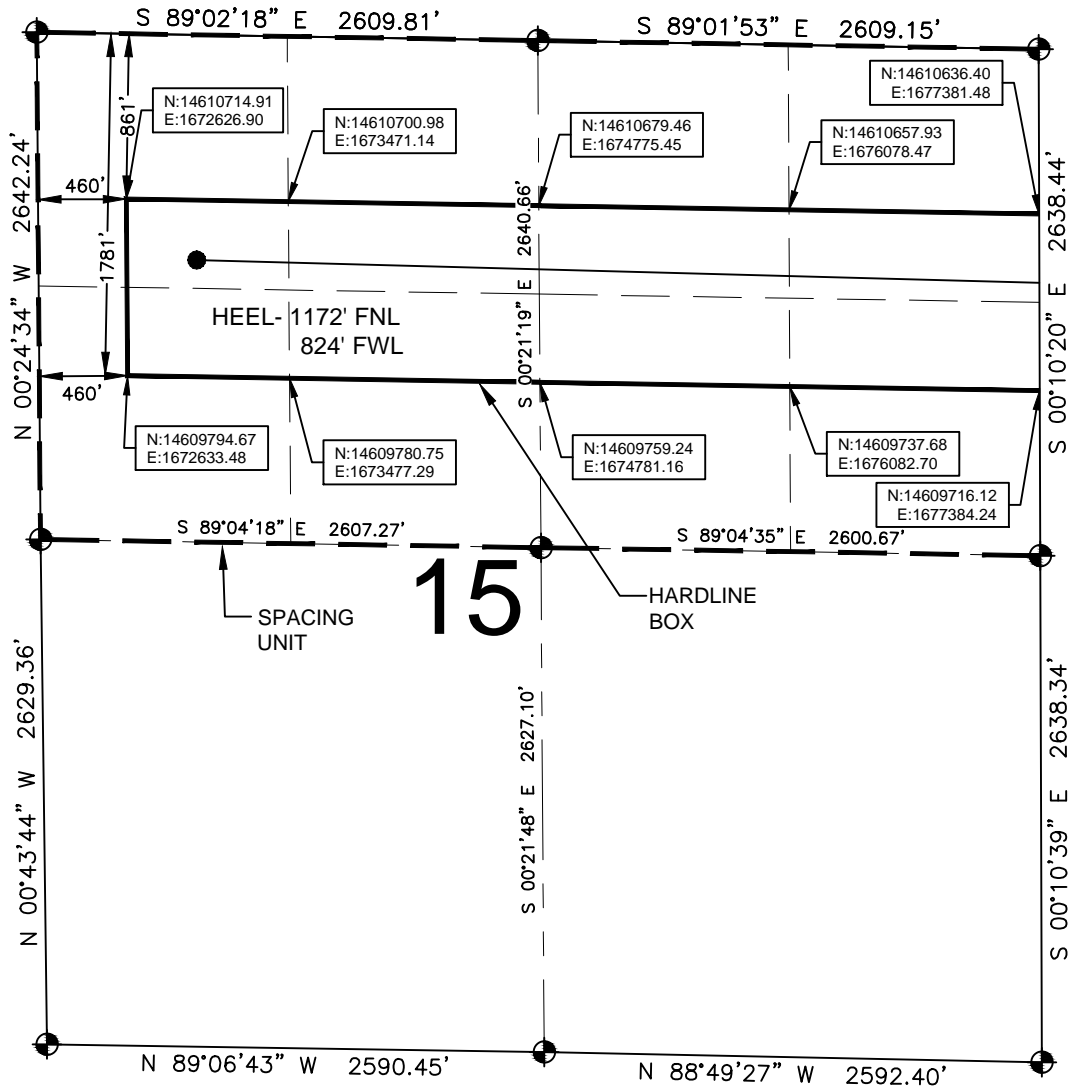 S 89°02'18" E 2609.81'
S 89°01'53" E 2609.15'
N:14610714.91
E:1672626.90
N:14610700.98
E:1673471.14
N:14610679.46
E:1674775.45
N:14610657.93
E:1676078.47
N:14610636.40
E:1677381.48
861'
460'
1781'
N 00°24'34" W 2642.24'
S 00°21'19" E 2640.66'
S 00°10'20" E 2638.44'
HEEL- 1172' FNL
824' FWL
460'
N:14609794.67
E:1672633.48
N:14609780.75
E:1673477.29
N:14609759.24
E:1674781.16
N:14609737.68
E:1676082.70
N:14609716.12
E:1677384.24
S 89°04'18" E 2607.27'
S 89°04'35" E 2600.67'
15
SPACING
UNIT
HARDLINE
BOX
N 00°43'44" W 2629.36'
S 00°21'48" E 2627.10'
S 00°10'39" E 2638.34'
N 89°06'43" W 2590.45'
N 88°49'27" W 2592.40'